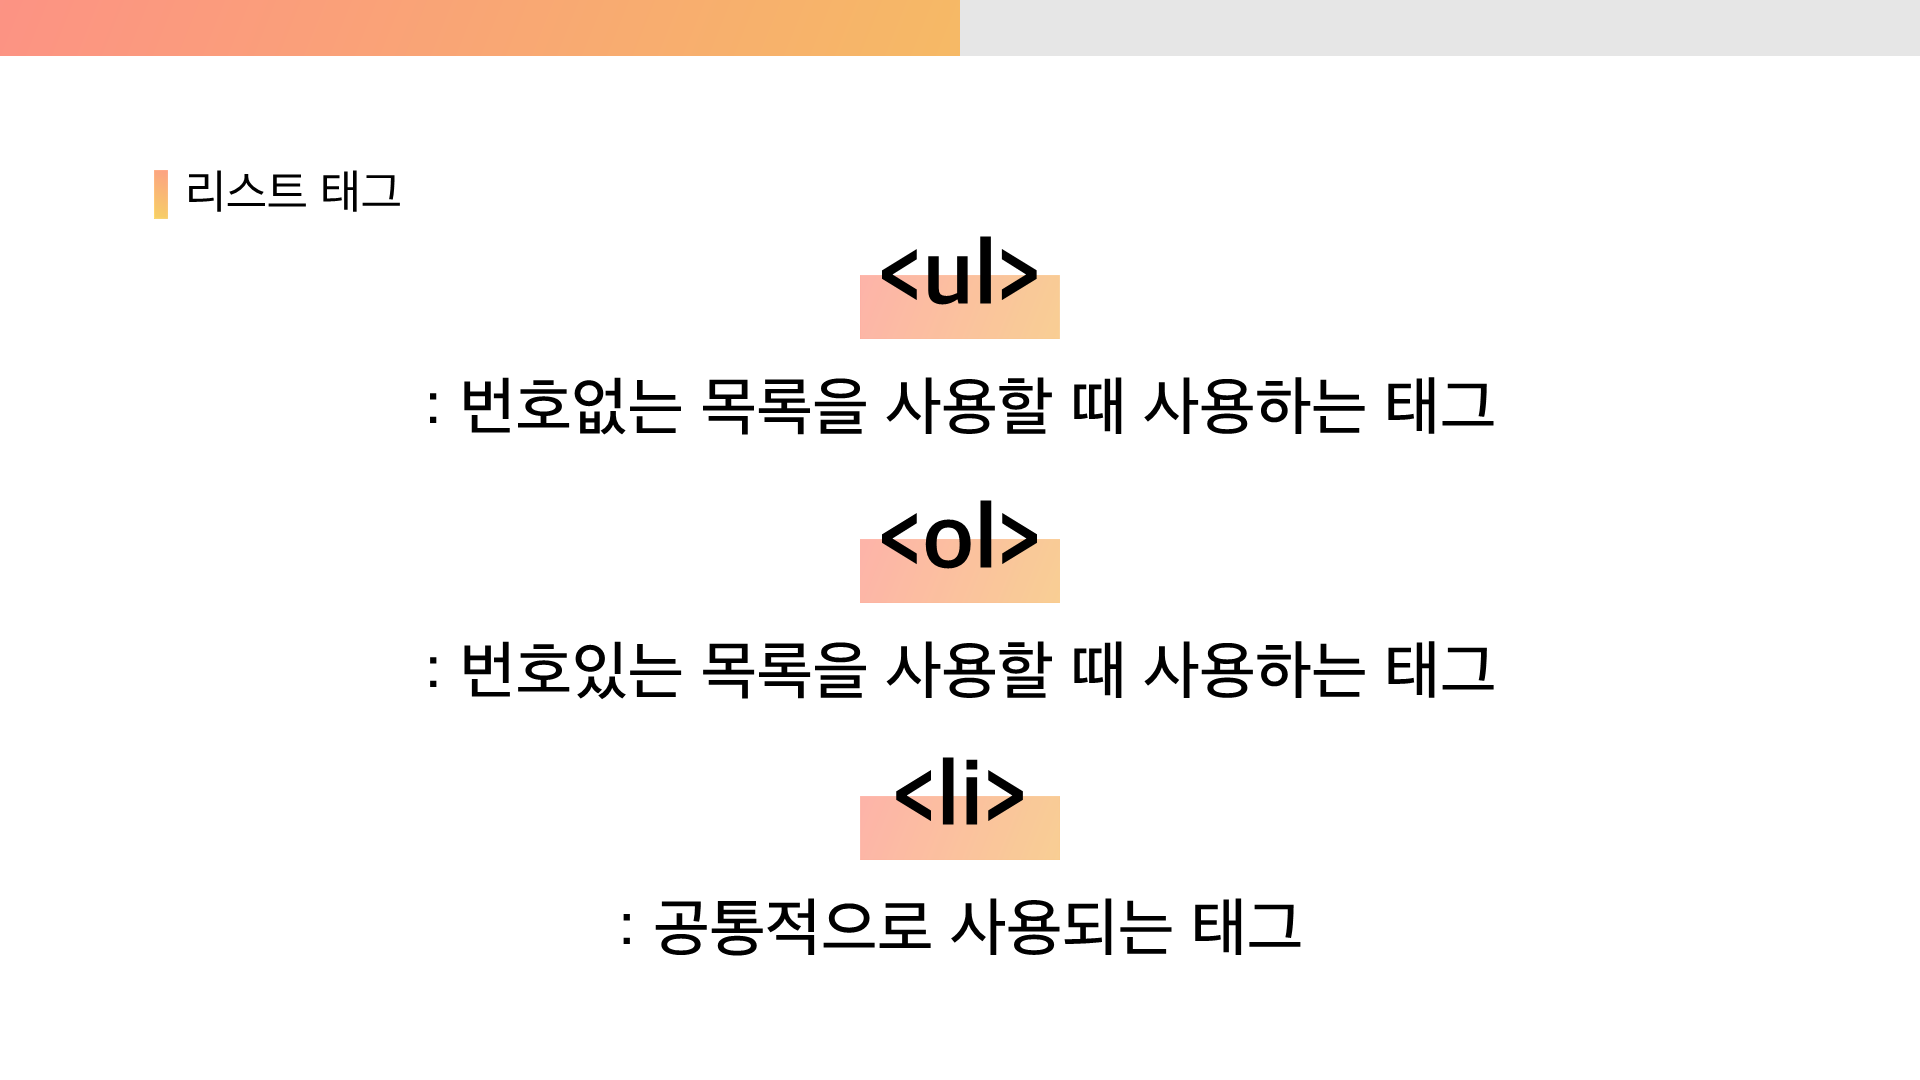 리스트 태그
<ul>
: 번호없는 목록을 사용할 때 사용하는 태그
<ol>
: 번호있는 목록을 사용할 때 사용하는 태그
<li>
: 공통적으로 사용되는 태그